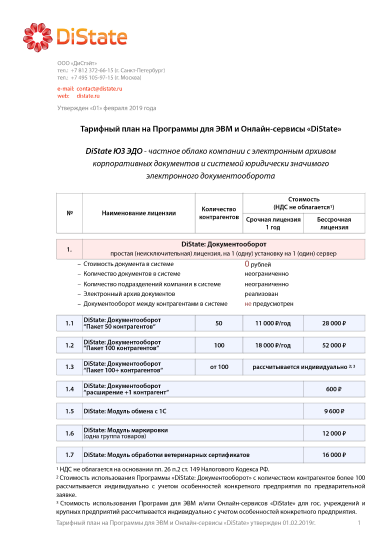 DiState
ООО «ДиСтэйт»
тел.: +7 812 372-66-15 (г. Санкт-Петербург)
тел.: +7 495 105-97-15 (г. Москва)
e-mail: contact@distate.ru
web: distate.ru
Утвержден «01» февраля 2019 года
Тарифный план на Программы для ЭВМ и Онлайн-сервисы «DiState»
DiState ЮЗ ЭДО - частное облако компании с электронным архивом
корпоративных документов и системой юридически значимого
электронного документооборота
№ Наименование лицензии Количество контрагентов Стоимость (НДС не облагается¹)
Срочная лицензия 1 год Бессрочная лицензия
1. DiState: Документооборот
простая (неисключительная) лицензия, на 1 (одну) установку на 1 (один) сервер
– Стоимость документа в системе 0 рублей
– Количество документов в системе неограниченно
– Количество подразделений компании в системе неограниченно
– Электронный архив документов реализован
– Документооборот между контрагентами в системе не предусмотрен
1.1 DiState: Документооборот "Пакет 50 контрагентов" 50 11 000 ₽/год 28 000 ₽
1.2 DiState: Документооборот "Пакет 100 контрагентов" 100 18 000 ₽/год 52 000 ₽
1.3 DiState: Документооборот "Пакет 100+ контрагентов" от 100 рассчитывается индивидуально ²˒ ³
1.4 DiState: Документооборот "расширение +1 контрагент" 600 ₽
1.5 DiState: Модуль обмена с 1С 9 600 ₽
1.6 DiState: Модуль маркировки (одна группа товаров) 12 000 ₽
1.7 DiState: Модуль обработки ветеринарных сертификатов 16 000 ₽
¹ НДС не облагается на основании пп. 26 п.2 ст. 149 Налогового Кодекса РФ.
² Стоимость использования Программы «DiState: Документооборот» с количеством контрагентов более 100
рассчитывается индивидуально с учетом особенностей конкретного предприятия по предварительной
заявке.
³ Стоимость использования Программ для ЭВМ и/или Онлайн-сервисов «DiState» для гос. учреждений и
крупных предприятий рассчитывается индивидуально с учетом особенностей конкретного предприятия.
Тарифный план на Программы для ЭВМ и Онлайн-сервисы «DiState» утвержден 01.02.2019г. 1